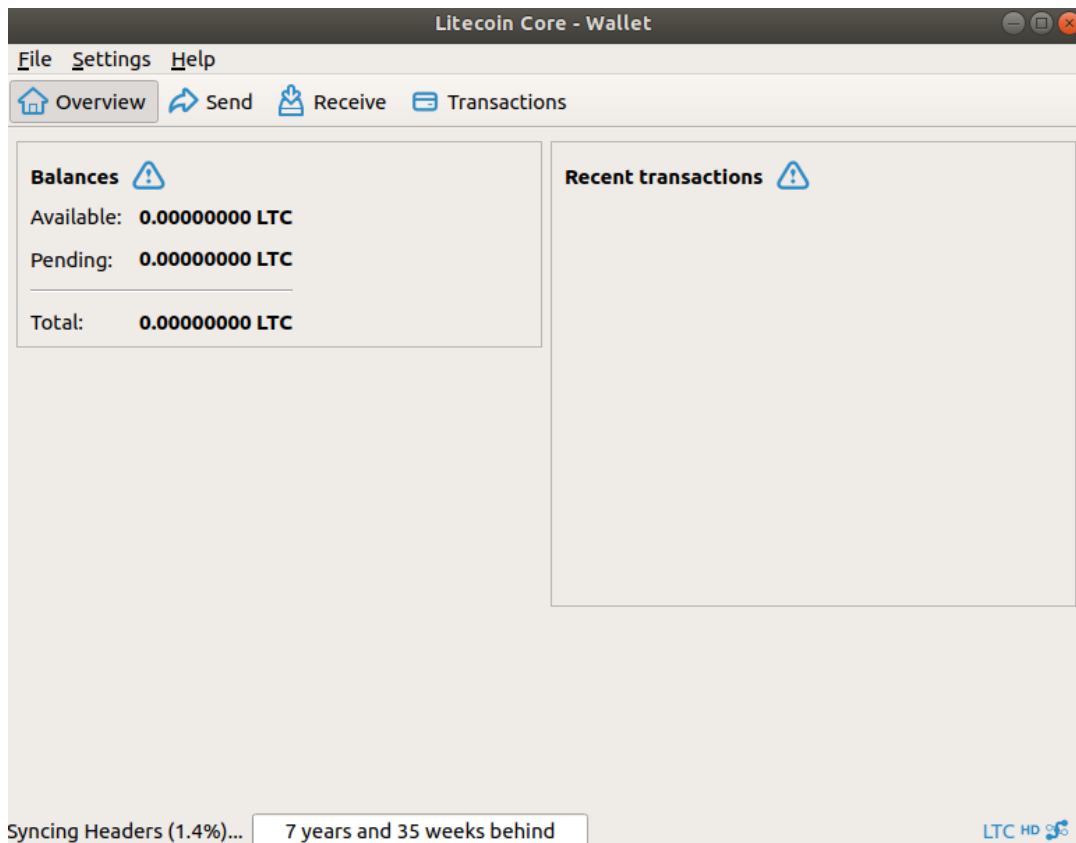 Litecoin Core - Wallet
File Settings Help
Overview Send Receive Transactions
Balances
Available: 0.00000000 LTC
Pending: 0.00000000 LTC
Total: 0.00000000 LTC
Recent transactions
Syncing Headers (1.4%)... 7 years and 35 weeks behind LTC HD